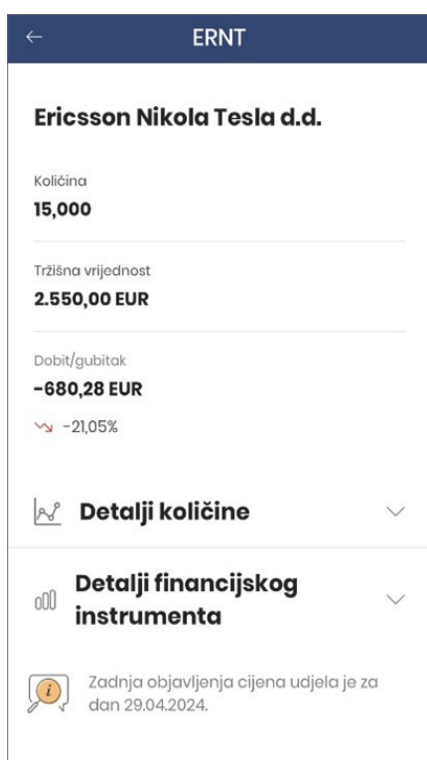 ERNT
Ericsson Nikola Tesla d.d.
Količina
15,000
Tržišna vrijednost
2.550,00 EUR
Dobit/gubitak
-680,28 EUR
-21,05%
Detalji količine
Detalji financijskog
instrumenta
Zadnja objavljenja cijena udjela je za
dan 29.04.2024.